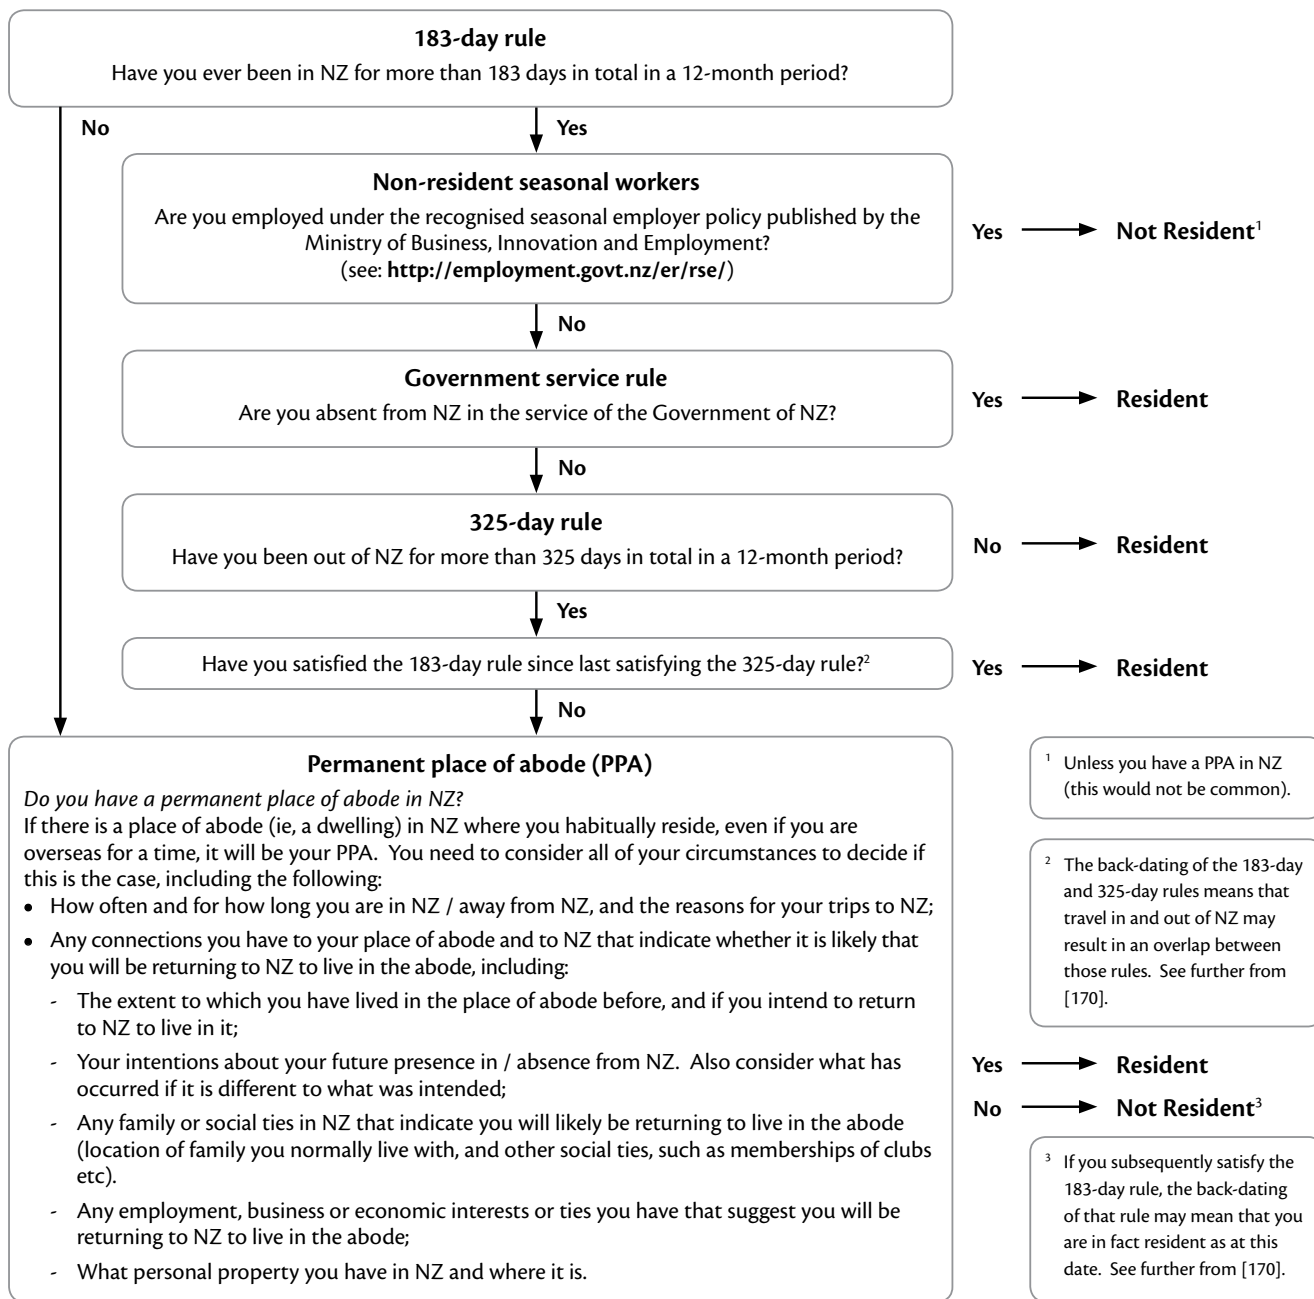 183-day rule
Have you ever been in NZ for more than 183 days in total in a 12-month period?
No
Yes
Non-resident seasonal workers
Are you employed under the recognised seasonal employer policy published by the
Ministry of Business, Innovation and Employment?
(see: http://employment.govt.nz/er/rse/)
Yes
Not Resident¹
No
Government service rule
Are you absent from NZ in the service of the Government of NZ?
Yes
Resident
No
325-day rule
Have you been out of NZ for more than 325 days in total in a 12-month period?
No
Resident
Yes
Have you satisfied the 183-day rule since last satisfying the 325-day rule?²
Yes
Resident
No
Permanent place of abode (PPA)
Do you have a permanent place of abode in NZ?
If there is a place of abode (ie, a dwelling) in NZ where you habitually reside, even if you are
overseas for a time, it will be your PPA. You need to consider all of your circumstances to decide if
this is the case, including the following:
• How often and for how long you are in NZ / away from NZ, and the reasons for your trips to NZ;
• Any connections you have to your place of abode and to NZ that indicate whether it is likely that
you will be returning to NZ to live in the abode, including:
- The extent to which you have lived in the place of abode before, and if you intend to return
to NZ to live in it;
- Your intentions about your future presence in / absence from NZ. Also consider what has
occurred if it is different to what was intended;
- Any family or social ties in NZ that indicate you will likely be returning to live in the abode
(location of family you normally live with, and other social ties, such as memberships of clubs
etc).
- Any employment, business or economic interests or ties you have that suggest you will be
returning to NZ to live in the abode;
- What personal property you have in NZ and where it is.
¹ Unless you have a PPA in NZ
(this would not be common).
² The back-dating of the 183-day
and 325-day rules means that
travel in and out of NZ may
result in an overlap between
those rules. See further from
[170].
Yes
Resident
No
Not Resident³
³ If you subsequently satisfy the
183-day rule, the back-dating
of that rule may mean that you
are in fact resident as at this
date. See further from [170].